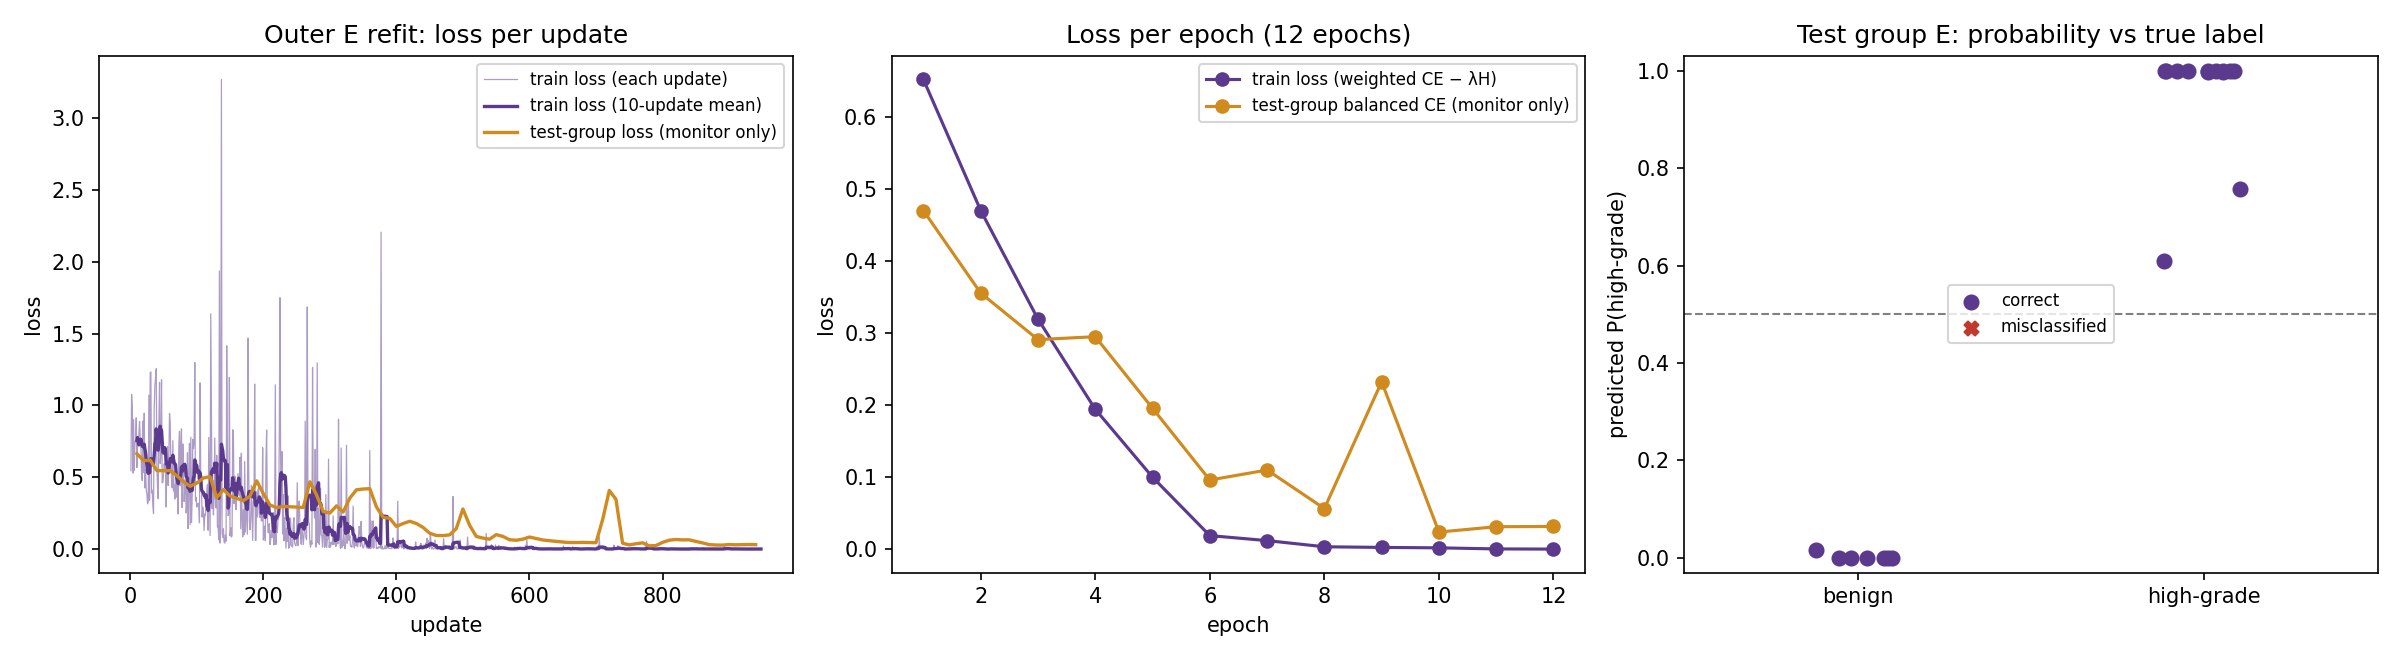 Outer E refit: loss per update
train loss (each update)
train loss (10-update mean)
test-group loss (monitor only)
3.0
2.5
2.0
1.5
1.0
0.5
0.0
loss
0
200
400
600
800
update
Loss per epoch (12 epochs)
train loss (weighted CE − λH)
test-group balanced CE (monitor only)
0.6
0.5
0.4
0.3
0.2
0.1
0.0
loss
2
4
6
8
10
12
epoch
Test group E: probability vs true label
1.0
0.8
0.6
0.4
0.2
0.0
predicted P(high-grade)
correct
misclassified
benign
high-grade